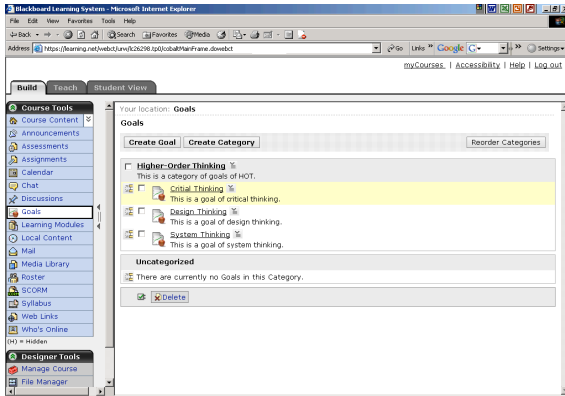 Blackboard Learning System - Microsoft Internet Explorer
File Edit View Favorites Tools Help
Back Search Favorites Media
Address https://learning.net/webct/urw/lc26298.tp0/cobaltMainFrame.dowebct Go Links » Google G Settings
myCourses | Accessibility | Help | Log out
Build Teach Student View
Course Tools
Course Content
Announcements
Assessments
Assignments
Calendar
Chat
Discussions
Goals
Learning Modules
Local Content
Mail
Media Library
Roster
SCORM
Syllabus
Web Links
Who's Online
(H) = Hidden
Designer Tools
Manage Course
File Manager
Your location: Goals
Goals
Create Goal Create Category Reorder Categories
Higher-Order Thinking
This is a category of goals of HOT.
Critial Thinking
This is a goal of critical thinking.
Design Thinking
This is a goal of design thinking.
System Thinking
This is a goal of system thinking.
Uncategorized
There are currently no Goals in this Category.
Delete